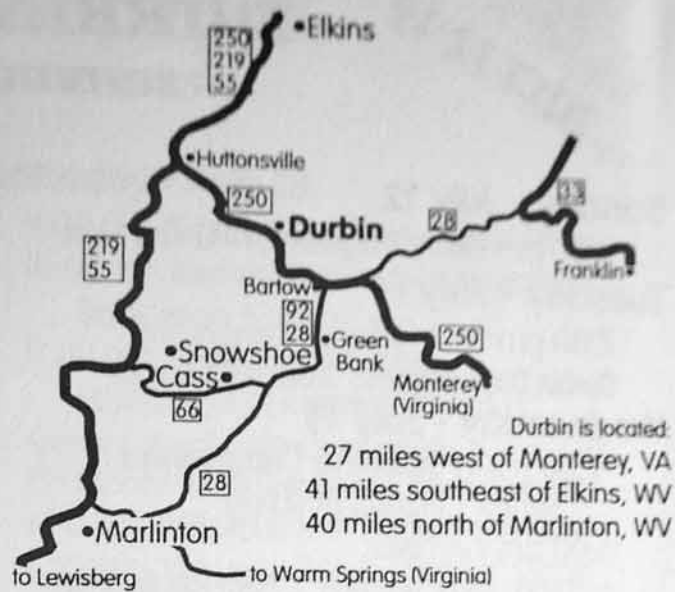 250
219
55
•Elkins
•Huttonsville
250
•Durbin
28
33
Franklin
219
55
Bartow
92
28
•Green
Bank
250
•Snowshoe
Cass•
66
Monterey
(Virginia)
28
Durbin is located:
27 miles west of Monterey, VA
41 miles southeast of Elkins, WV
40 miles north of Marlinton, WV
•Marlinton
to Lewisberg
to Warm Springs (Virginia)